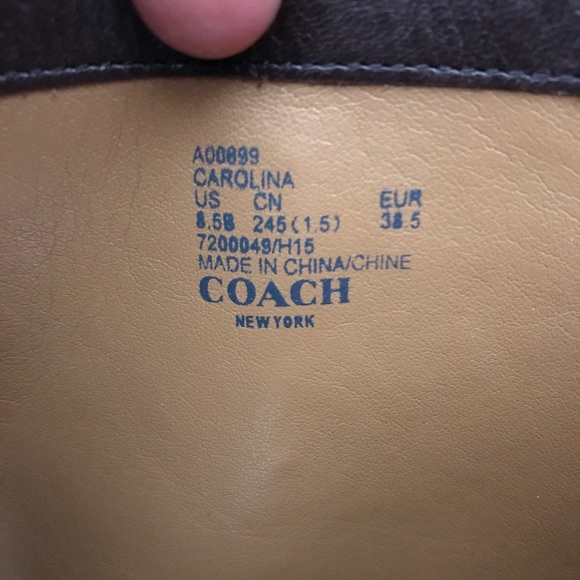 A00899
CAROLINA
US CN EUR
8.5B 245(1.5) 38.5
7200049/H15
MADE IN CHINA/CHINE
COACH
NEW YORK